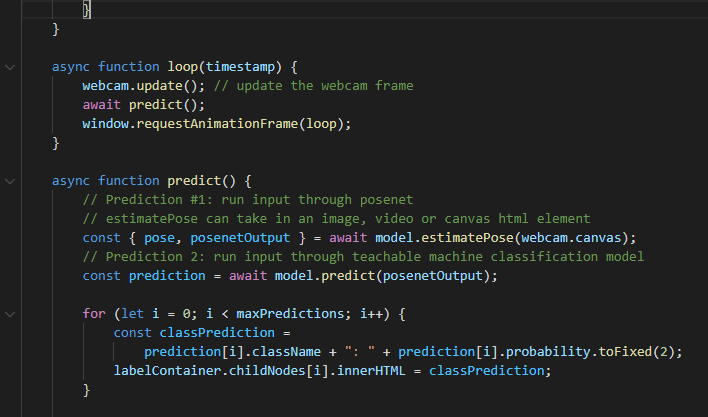 }
}
async function loop(timestamp) {
webcam.update(); // update the webcam frame
await predict();
window.requestAnimationFrame(loop);
}
async function predict() {
// Prediction #1: run input through posenet
// estimatePose can take in an image, video or canvas html element
const { pose, posenetOutput } = await model.estimatePose(webcam.canvas);
// Prediction 2: run input through teachable machine classification model
const prediction = await model.predict(posenetOutput);
for (let i = 0; i < maxPredictions; i++) {
const classPrediction =
prediction[i].className + ": " + prediction[i].probability.toFixed(2);
labelContainer.childNodes[i].innerHTML = classPrediction;
}